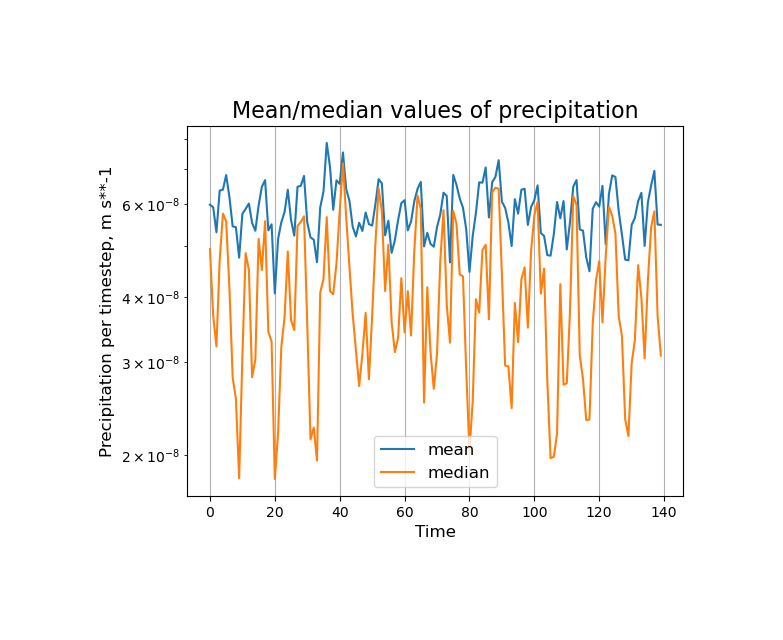 Mean/median values of precipitation
Precipitation per timestep, m s**-1
6 × 10⁻⁸
4 × 10⁻⁸
3 × 10⁻⁸
2 × 10⁻⁸
mean
median
0 20 40 60 80 100 120 140
Time